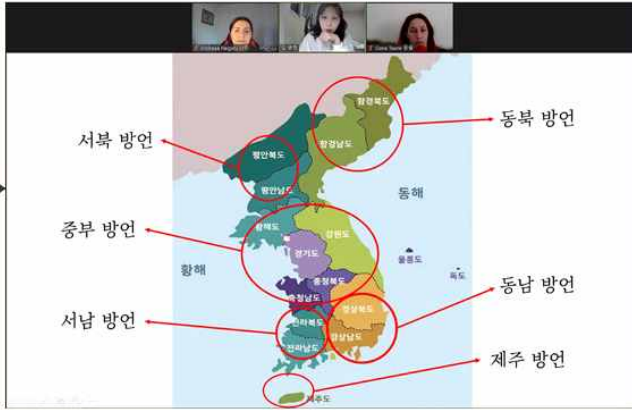 함경북도
동북 방언
서북 방언
평안북도
함경남도
평안남도
동해
중부 방언
황해도
강원도
경기도
울릉도
황해
독도
충청북도
동남 방언
충청남도
경상북도
서남 방언
전라북도
경상남도
전라남도
제주 방언
제주도